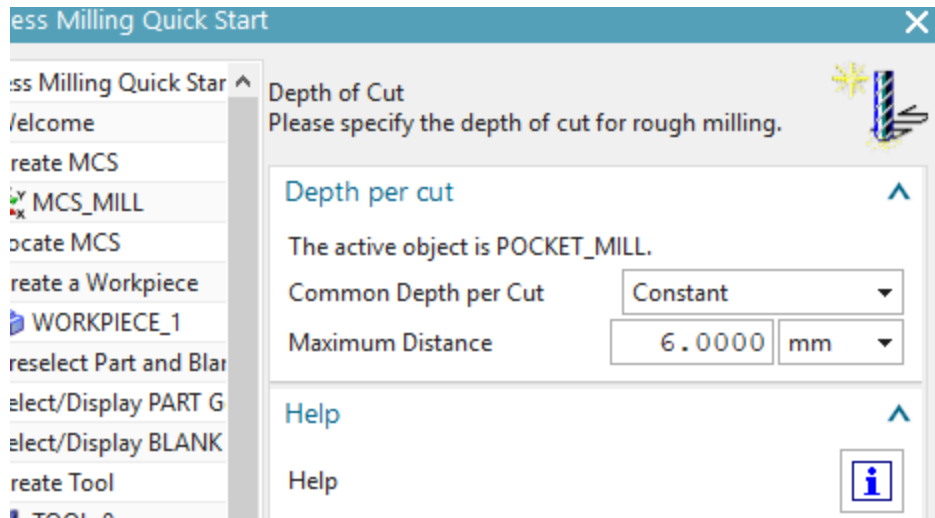 ess Milling Quick Start
ss Milling Quick Star
elcome
reate MCS
MCS_MILL
ocate MCS
reate a Workpiece
WORKPIECE_1
reselect Part and Blar
elect/Display PART G
elect/Display BLANK
reate Tool
Depth of Cut
Please specify the depth of cut for rough milling.
Depth per cut
The active object is POCKET_MILL.
Common Depth per Cut Constant
Maximum Distance 6.0000 mm
Help
Help